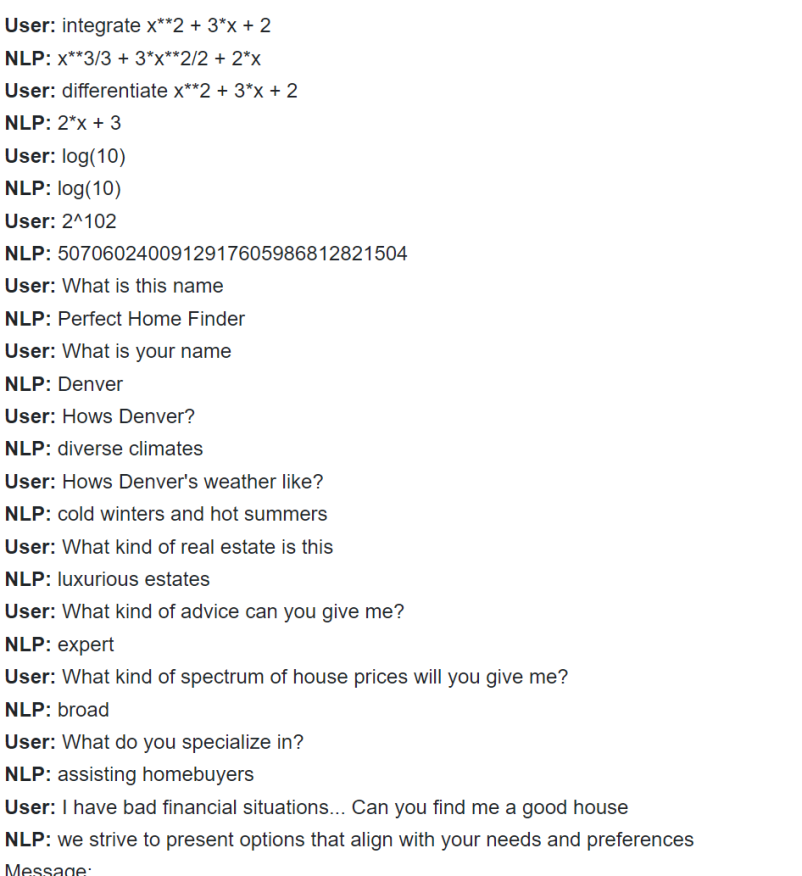 User: integrate x**2 + 3*x + 2
NLP: x**3/3 + 3*x**2/2 + 2*x
User: differentiate x**2 + 3*x + 2
NLP: 2*x + 3
User: log(10)
NLP: log(10)
User: 2^102
NLP: 5070602400912917605986812821504
User: What is this name
NLP: Perfect Home Finder
User: What is your name
NLP: Denver
User: Hows Denver?
NLP: diverse climates
User: Hows Denver's weather like?
NLP: cold winters and hot summers
User: What kind of real estate is this
NLP: luxurious estates
User: What kind of advice can you give me?
NLP: expert
User: What kind of spectrum of house prices will you give me?
NLP: broad
User: What do you specialize in?
NLP: assisting homebuyers
User: I have bad financial situations... Can you find me a good house
NLP: we strive to present options that align with your needs and preferences
Message: